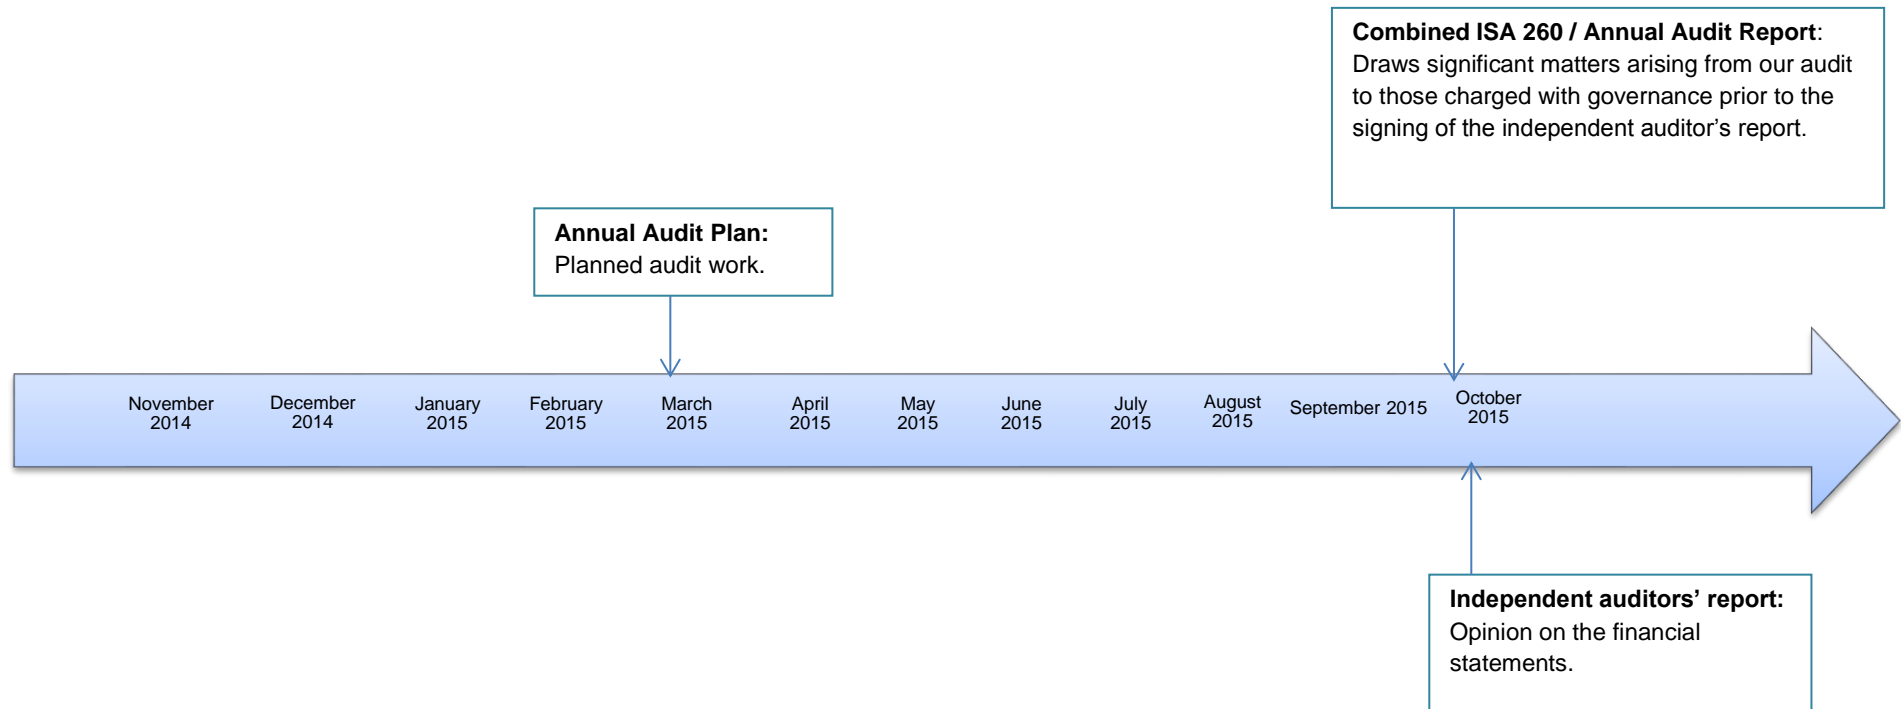 Combined ISA 260 / Annual Audit Report:
Draws significant matters arising from our audit
to those charged with governance prior to the
signing of the independent auditor’s report.
Annual Audit Plan:
Planned audit work.
November
2014
December
2014
January
2015
February
2015
March
2015
April
2015
May
2015
June
2015
July
2015
August
2015
September 2015
October
2015
Independent auditors’ report:
Opinion on the financial
statements.